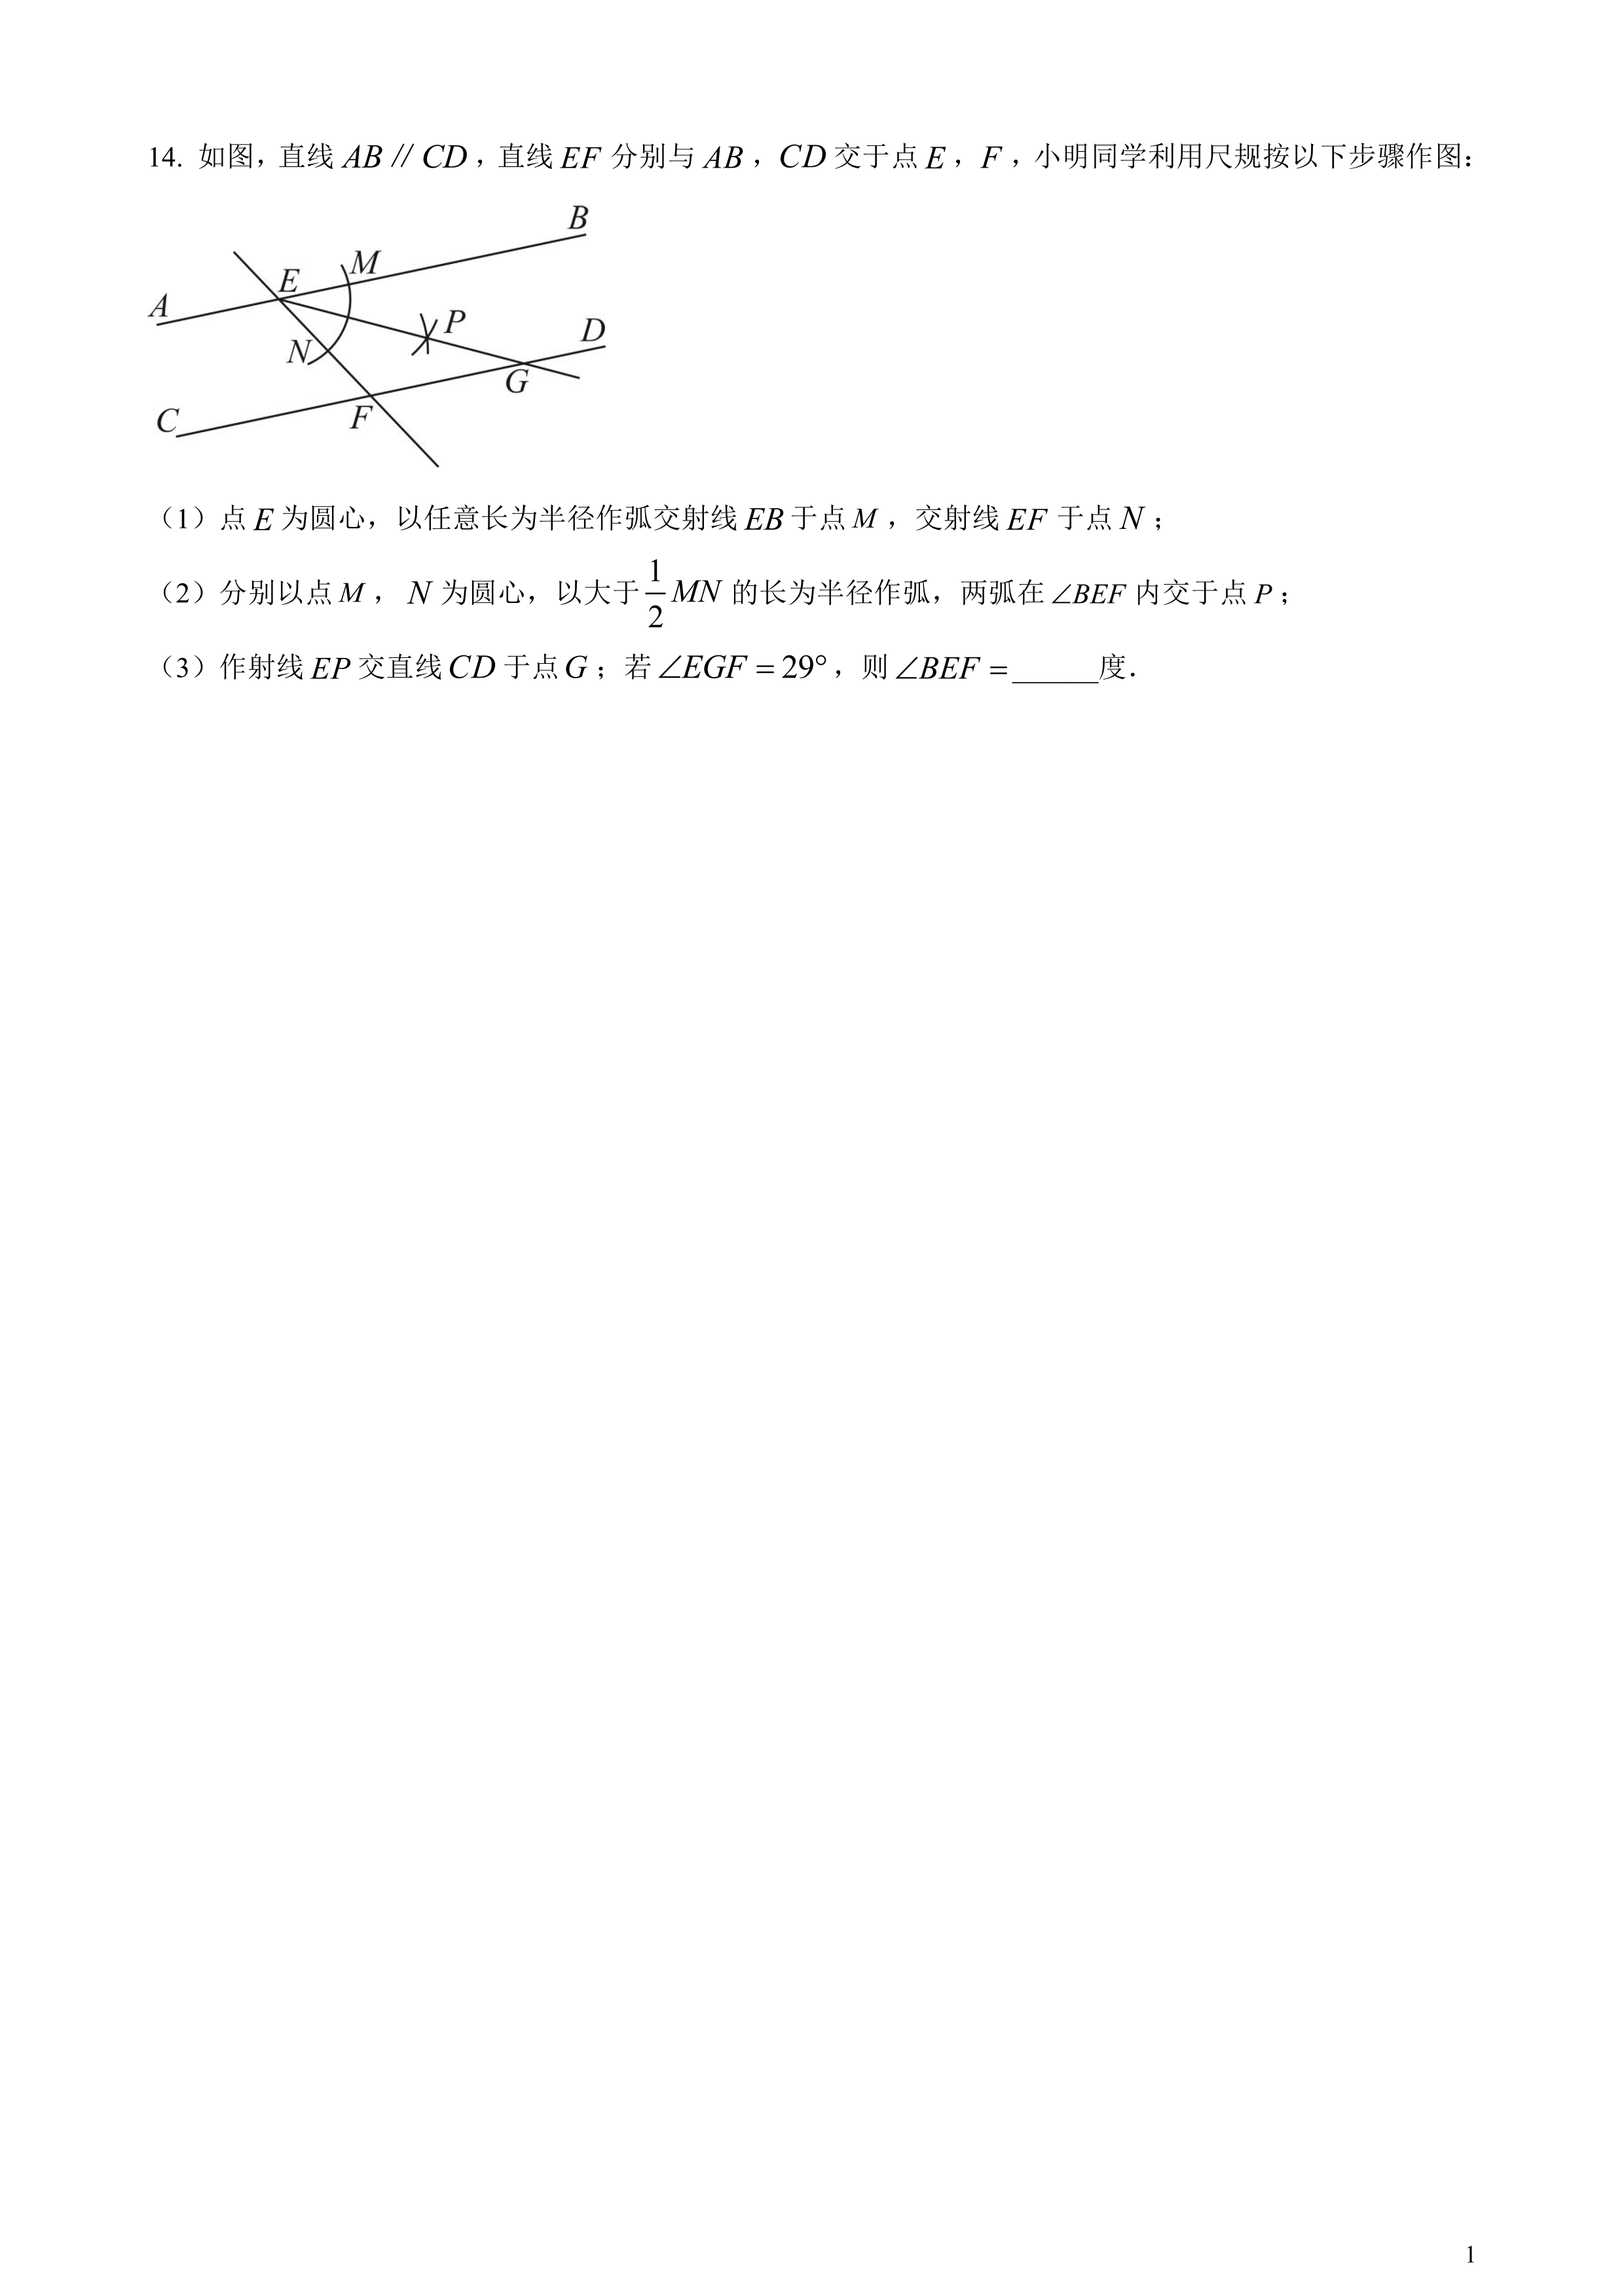 14. 如图，直线 AB∥CD，直线 EF 分别与 AB，CD 交于点 E，F，小明同学利用尺规按以下步骤作图：
B
M
E
A
P
D
N
G
C
F
（1）点 E 为圆心，以任意长为半径作弧交射线 EB 于点 M，交射线 EF 于点 N；
（2）分别以点 M，N 为圆心，以大于 1/2 MN 的长为半径作弧，两弧在 ∠BEF 内交于点 P；
（3）作射线 EP 交直线 CD 于点 G；若 ∠EGF = 29°，则 ∠BEF = ______度．
1